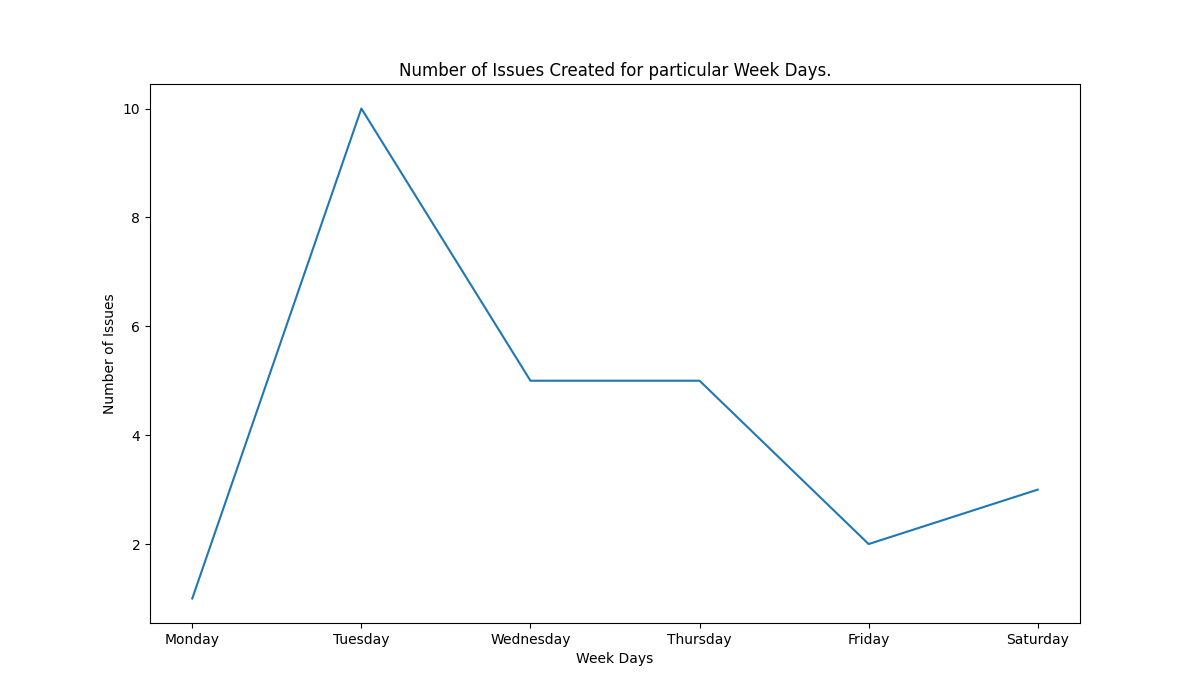 Number of Issues Created for particular Week Days.
10
8
6
4
2
Number of Issues
Monday Tuesday Wednesday Thursday Friday Saturday
Week Days